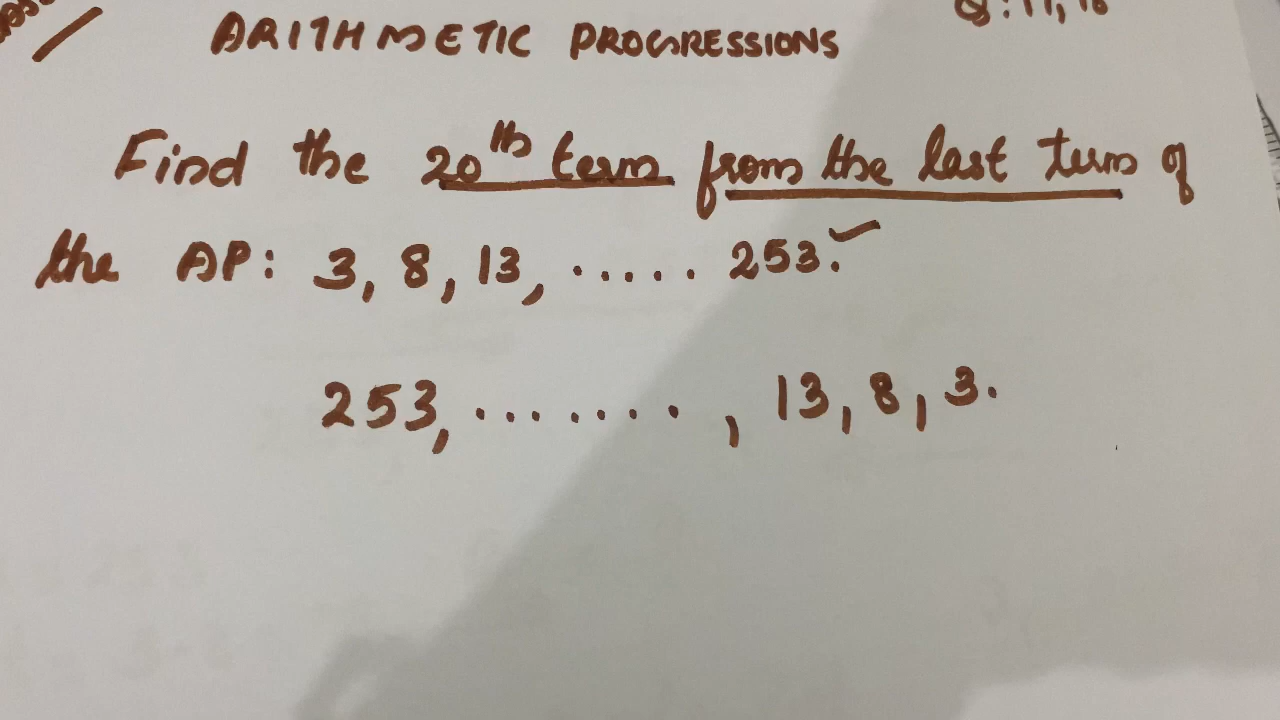 ARITHMETIC PROGRESSIONS
Find the 20th term from the last term of
the AP: 3, 8, 13, ..... 253.
253, ......., 13, 8, 3.